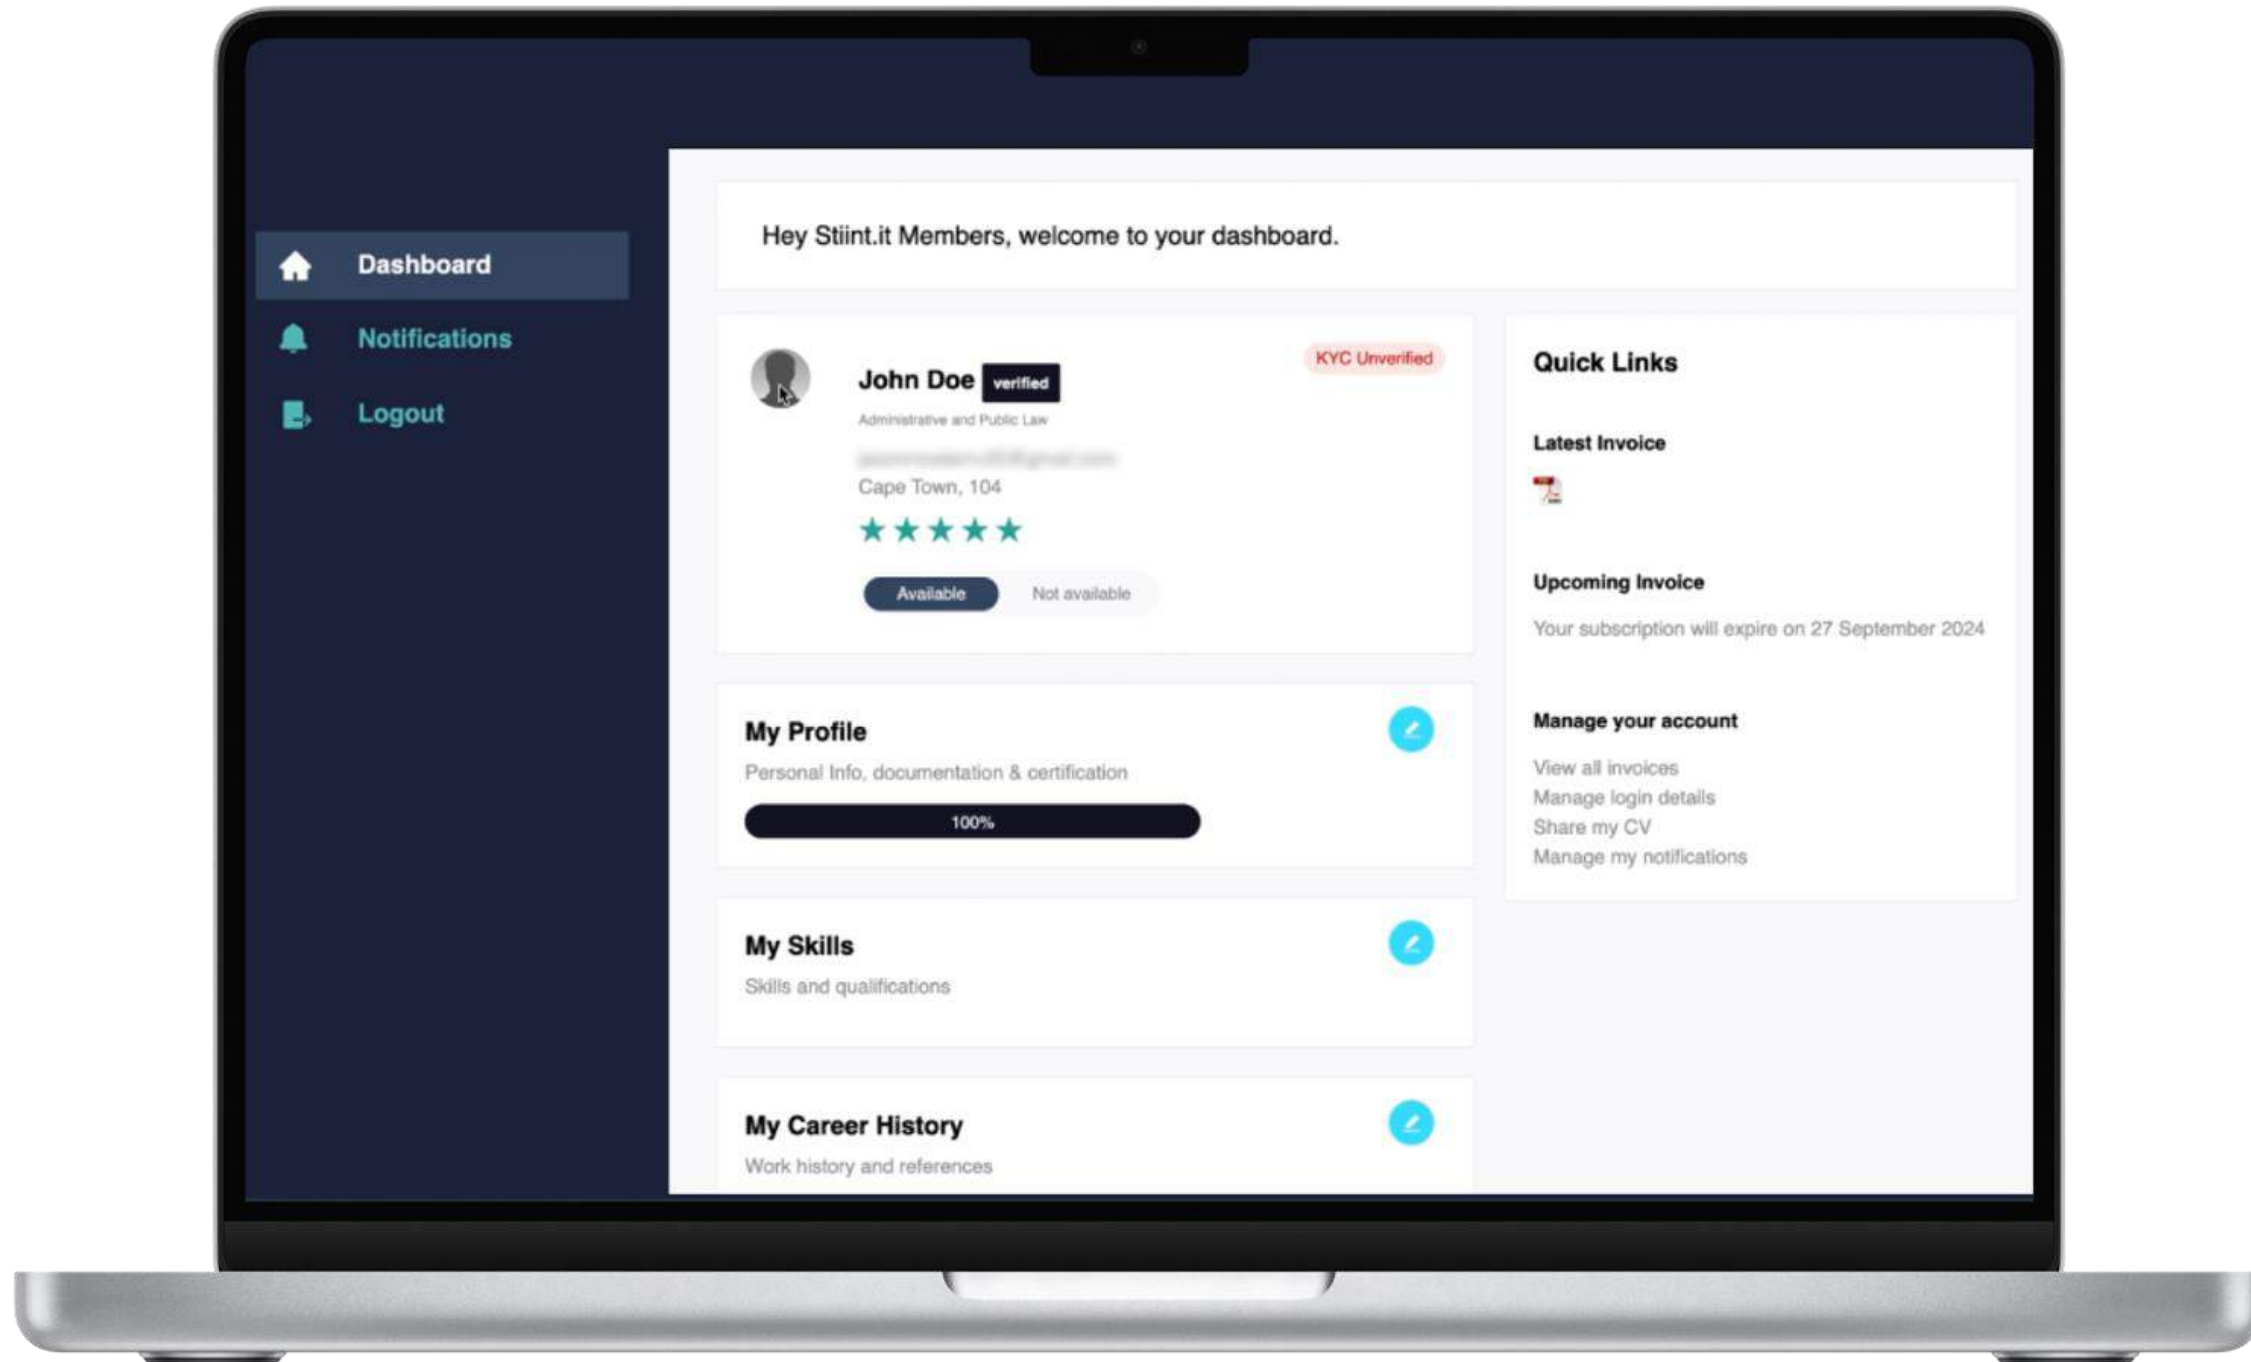 Dashboard
Notifications
Logout
Hey Stiint.it Members, welcome to your dashboard.
John Doe verified
KYC Unverified
Administrative and Public Law
Cape Town, 104
Available Not available
My Profile
Personal Info, documentation & certification
100%
My Skills
Skills and qualifications
My Career History
Work history and references
Quick Links
Latest Invoice
Upcoming Invoice
Your subscription will expire on 27 September 2024
Manage your account
View all invoices
Manage login details
Share my CV
Manage my notifications